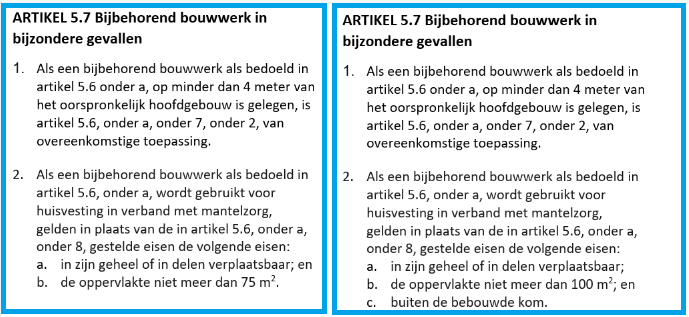 ARTIKEL 5.7 Bijbehorend bouwwerk in
bijzondere gevallen
1. Als een bijbehorend bouwwerk als bedoeld in
artikel 5.6 onder a, op minder dan 4 meter van
het oorspronkelijk hoofdgebouw is gelegen, is
artikel 5.6, onder a, onder 7, onder 2, van
overeenkomstige toepassing.
2. Als een bijbehorend bouwwerk als bedoeld in
artikel 5.6, onder a, wordt gebruikt voor
huisvesting in verband met mantelzorg,
gelden in plaats van de in artikel 5.6, onder a,
onder 8, gestelde eisen de volgende eisen:
a. in zijn geheel of in delen verplaatsbaar; en
b. de oppervlakte niet meer dan 75 m².
ARTIKEL 5.7 Bijbehorend bouwwerk in
bijzondere gevallen
1. Als een bijbehorend bouwwerk als bedoeld in
artikel 5.6 onder a, op minder dan 4 meter van
het oorspronkelijk hoofdgebouw is gelegen, is
artikel 5.6, onder a, onder 7, onder 2, van
overeenkomstige toepassing.
2. Als een bijbehorend bouwwerk als bedoeld in
artikel 5.6, onder a, wordt gebruikt voor
huisvesting in verband met mantelzorg,
gelden in plaats van de in artikel 5.6, onder a,
onder 8, gestelde eisen de volgende eisen:
a. in zijn geheel of in delen verplaatsbaar;
b. de oppervlakte niet meer dan 100 m²; en
c. buiten de bebouwde kom.